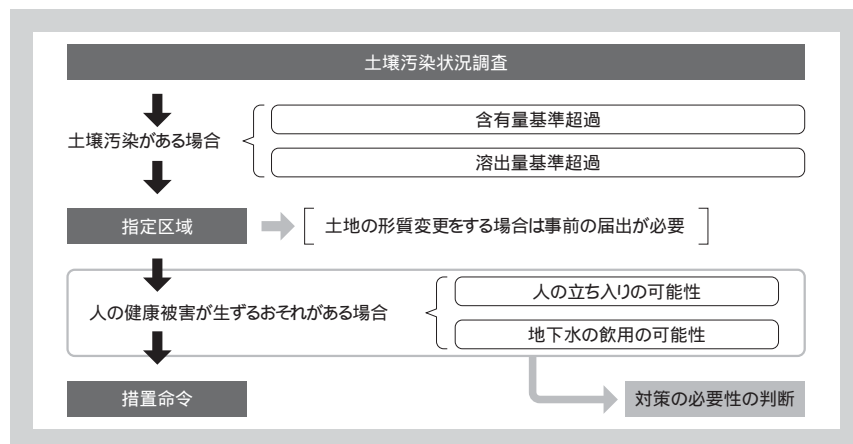 土壌汚染状況調査
土壌汚染がある場合
含有量基準超過
溶出量基準超過
指定区域
土地の形質変更をする場合は事前の届出が必要
人の健康被害が生ずるおそれがある場合
人の立ち入りの可能性
地下水の飲用の可能性
措置命令
対策の必要性の判断